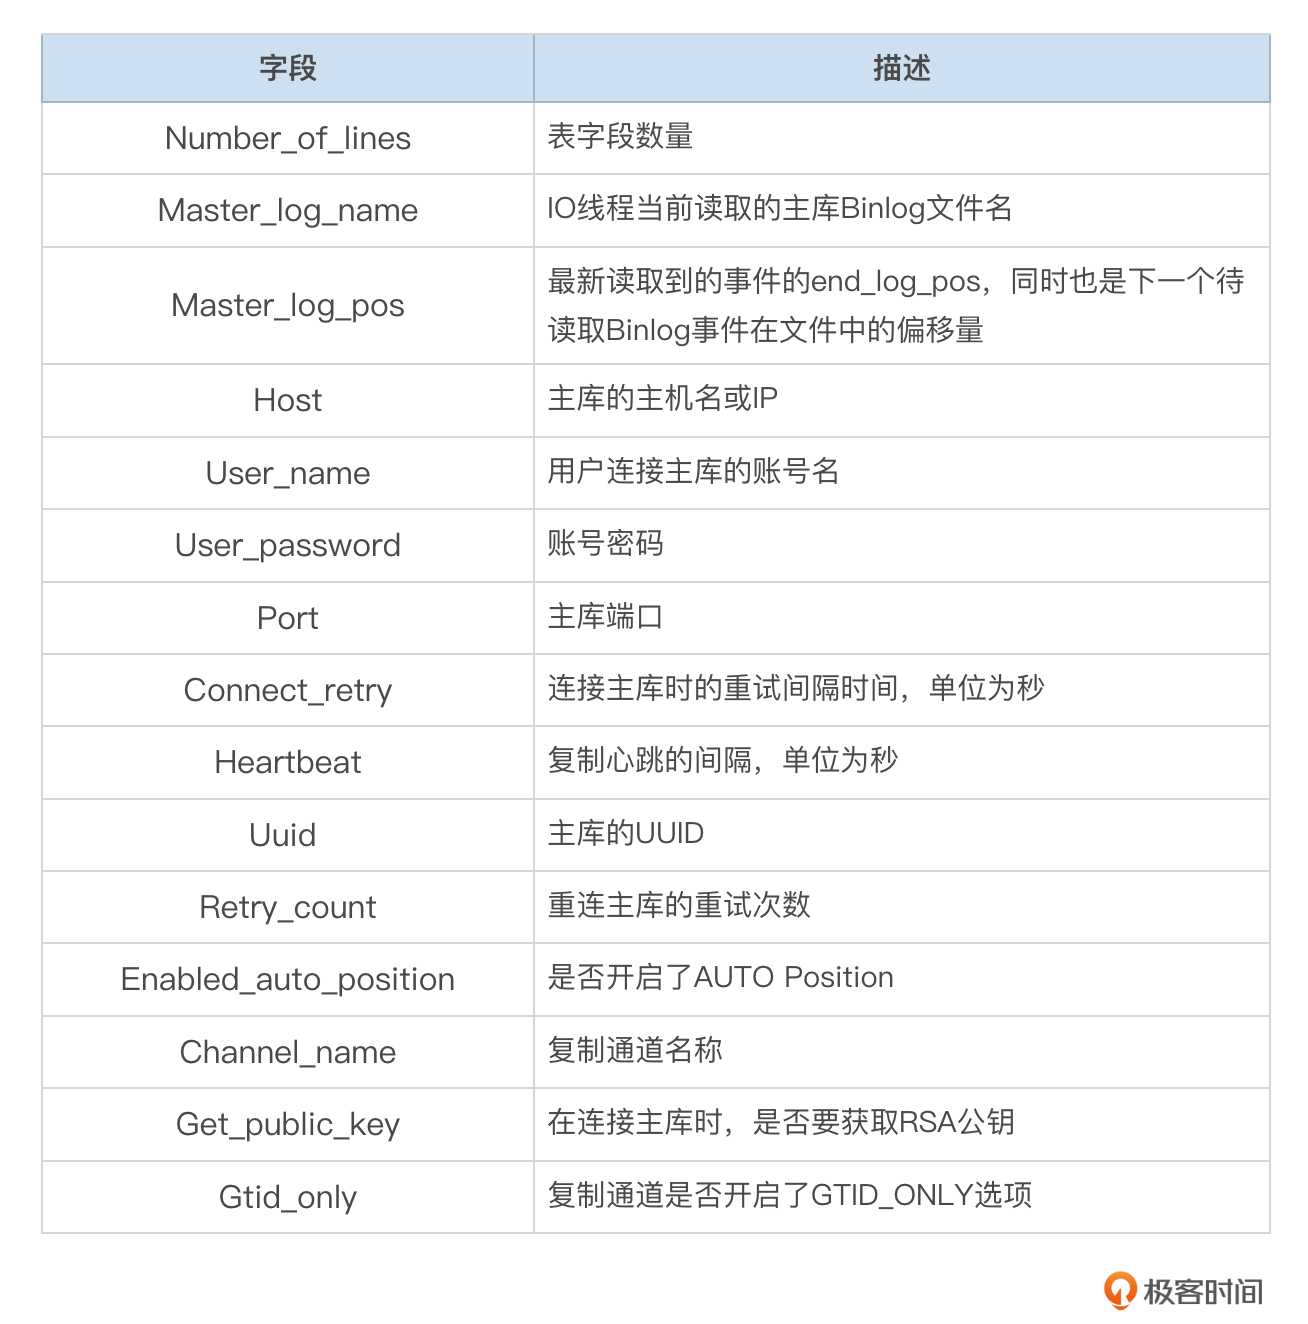 字段 描述
Number_of_lines 表字段数量
Master_log_name IO线程当前读取的主库Binlog文件名
Master_log_pos 最新读取到的事件的end_log_pos，同时也是下一个待
读取Binlog事件在文件中的偏移量
Host 主库的主机名或IP
User_name 用户连接主库的账号名
User_password 账号密码
Port 主库端口
Connect_retry 连接主库时的重试间隔时间，单位为秒
Heartbeat 复制心跳的间隔，单位为秒
Uuid 主库的UUID
Retry_count 重连主库的重试次数
Enabled_auto_position 是否开启了AUTO Position
Channel_name 复制通道名称
Get_public_key 在连接主库时，是否要获取RSA公钥
Gtid_only 复制通道是否开启了GTID_ONLY选项
极客时间